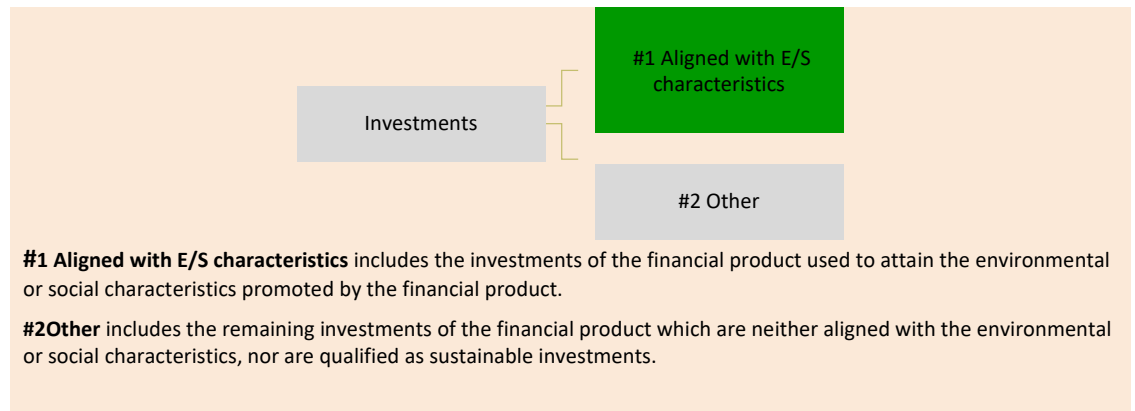 #1 Aligned with E/S
characteristics
Investments
#2 Other
#1 Aligned with E/S characteristics includes the investments of the financial product used to attain the environmental
or social characteristics promoted by the financial product.
#2Other includes the remaining investments of the financial product which are neither aligned with the environmental
or social characteristics, nor are qualified as sustainable investments.